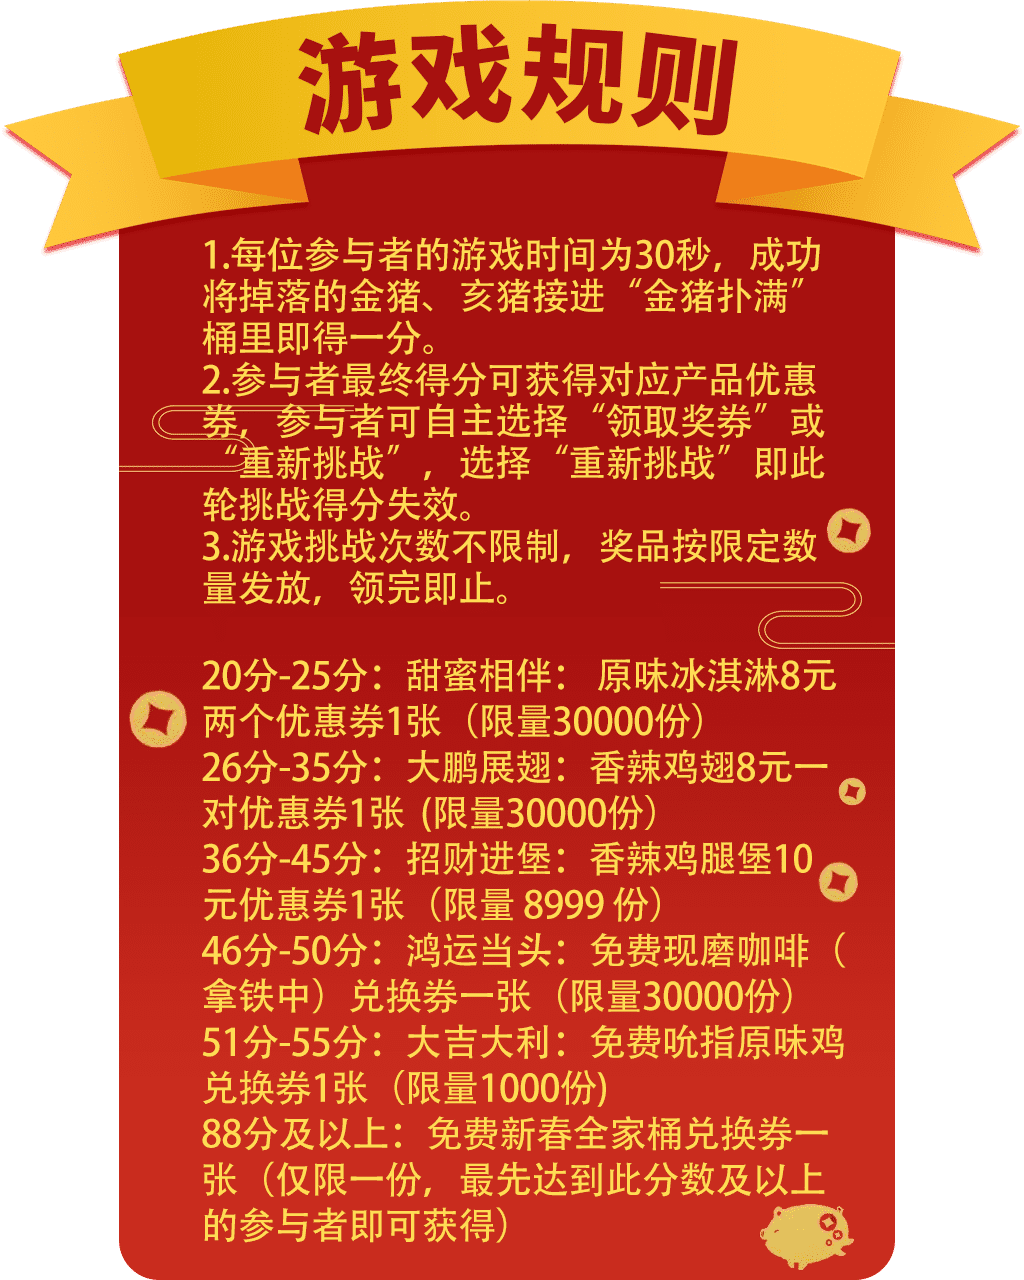 游戏规则
1.每位参与者的游戏时间为30秒，成功
将掉落的金猪、亥猪接进“金猪扑满”
桶里即得一分。
2.参与者最终得分可获得对应产品优惠
券，参与者可自主选择“领取奖券”或
“重新挑战”，选择“重新挑战”即此
轮挑战得分失效。
3.游戏挑战次数不限制，奖品按限定数
量发放，领完即止。
20分-25分：甜蜜相伴： 原味冰淇淋8元
两个优惠券1张（限量30000份）
26分-35分：大鹏展翅：香辣鸡翅8元一
对优惠券1张 (限量30000份）
36分-45分：招财进堡：香辣鸡腿堡10
元优惠券1张（限量 8999 份）
46分-50分：鸿运当头：免费现磨咖啡（
拿铁中）兑换券一张（限量30000份）
51分-55分：大吉大利：免费吮指原味鸡
兑换券1张（限量1000份)
88分及以上：免费新春全家桶兑换券一
张（仅限一份，最先达到此分数及以上
的参与者即可获得）